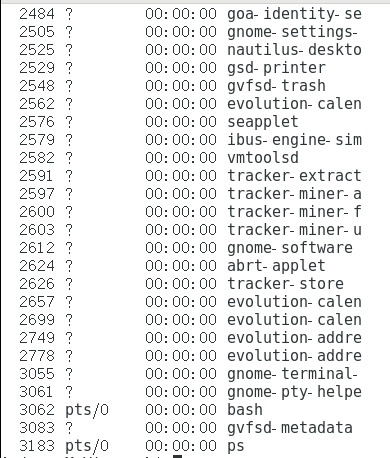 2484 ? 00:00:00 goa-identity-se
2505 ? 00:00:00 gnome-settings-
2525 ? 00:00:00 nautilus-deskto
2529 ? 00:00:00 gsd-printer
2548 ? 00:00:00 gvfsd-trash
2562 ? 00:00:00 evolution-calen
2576 ? 00:00:00 seapplet
2579 ? 00:00:00 ibus-engine-sim
2582 ? 00:00:00 vmtoolsd
2591 ? 00:00:00 tracker-extract
2597 ? 00:00:00 tracker-miner-a
2600 ? 00:00:00 tracker-miner-f
2603 ? 00:00:00 tracker-miner-u
2612 ? 00:00:00 gnome-software
2624 ? 00:00:00 abrt-applet
2626 ? 00:00:00 tracker-store
2657 ? 00:00:00 evolution-calen
2699 ? 00:00:00 evolution-calen
2749 ? 00:00:00 evolution-addre
2778 ? 00:00:00 evolution-addre
3055 ? 00:00:00 gnome-terminal-
3061 ? 00:00:00 gnome-pty-helpe
3062 pts/0 00:00:00 bash
3083 ? 00:00:00 gvfsd-metadata
3183 pts/0 00:00:00 ps